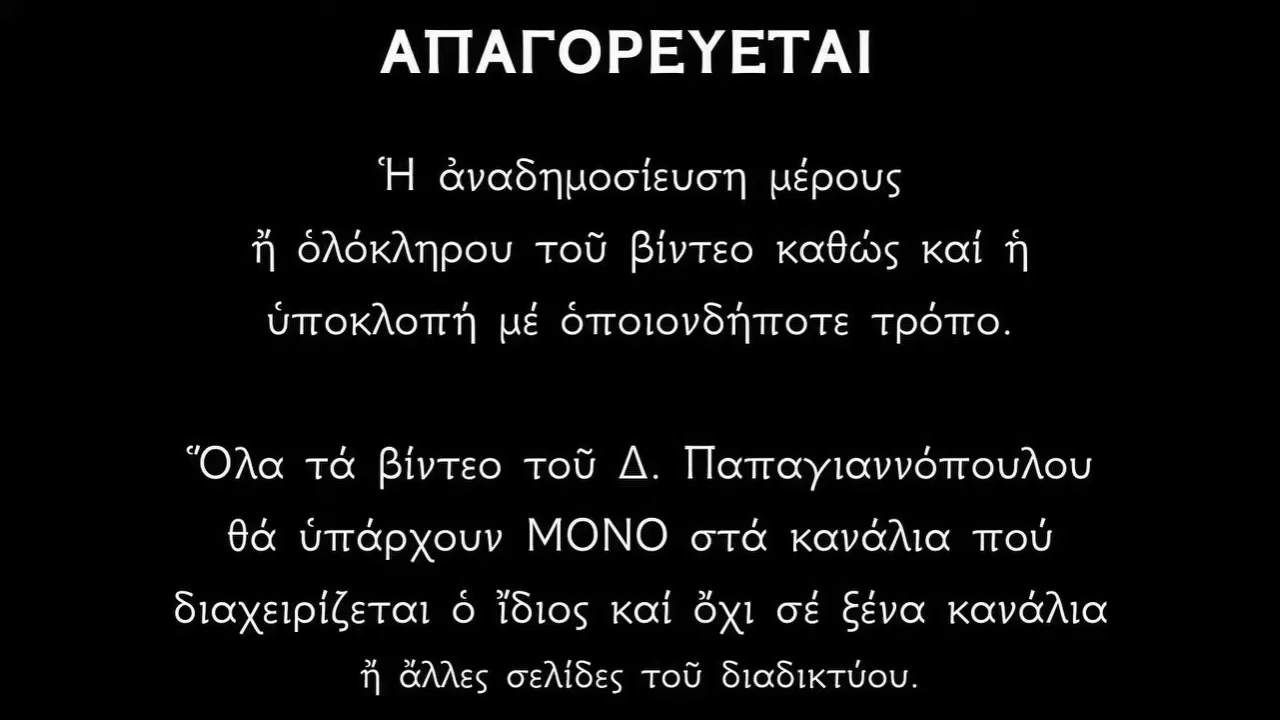 ΑΠΑΓΟΡΕΥΕΤΑΙ
Ἡ ἀναδημοσίευση μέρους
ἤ ὁλόκληρου τοῦ βίντεο καθώς καί ἡ
ὑποκλοπή μέ ὁποιονδήποτε τρόπο.
Ὅλα τά βίντεο τοῦ Δ. Παπαγιαννόπουλου
θά ὑπάρχουν ΜΟΝΟ στά κανάλια πού
διαχειρίζεται ὁ ἴδιος καί ὄχι σέ ξένα κανάλια
ἤ ἄλλες σελίδες τοῦ διαδικτύου.